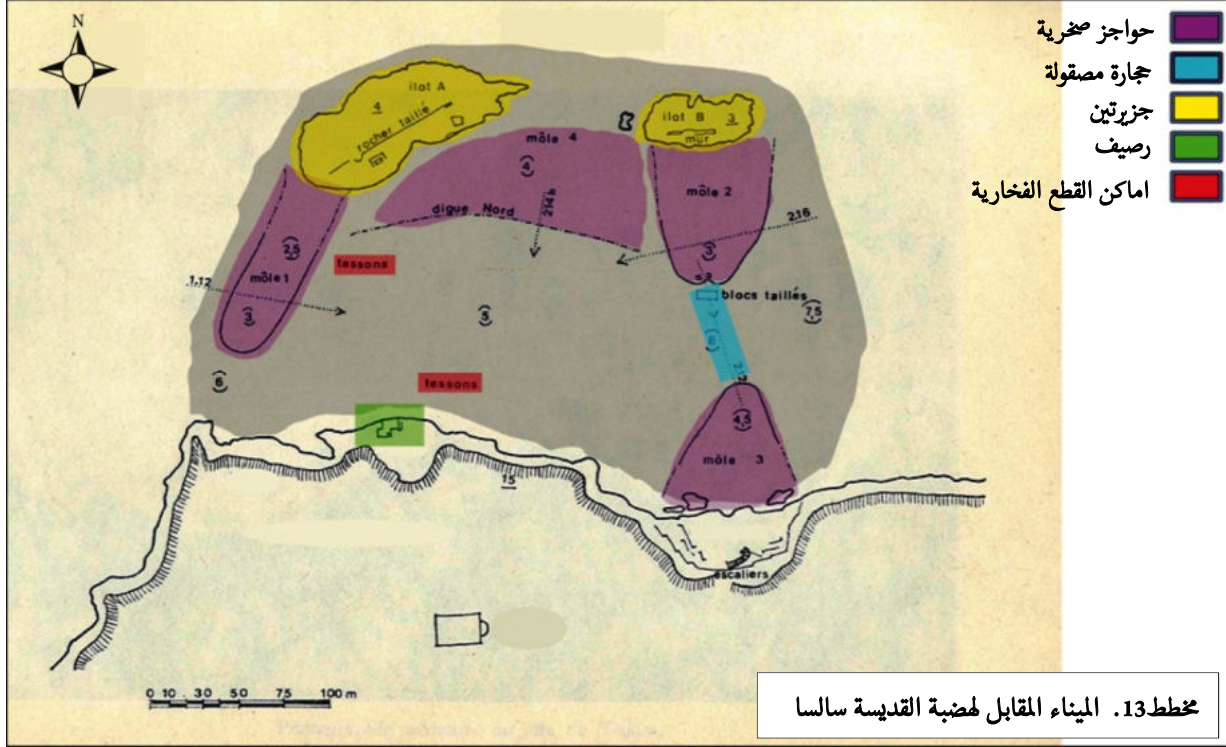 N
حواجز صخرية
حجارة مصقولة
جزيرتين
رصيف
اماكن القطع الفخارية
ilot A
4
rocher taillé
ilot B 3
mur
môle 4
(4)
môle 2
digue Nord
214 b
2.16
(2,5)
tessons
môle 1
1.12
(3)
(5)
blocs taillés
(7,5)
2.12
(6)
tessons
(4,5)
môle 3
15
escaliers
0 10 30 50 75 100 m
مخطط13. الميناء المقابل لهضبة القديسة سالسا